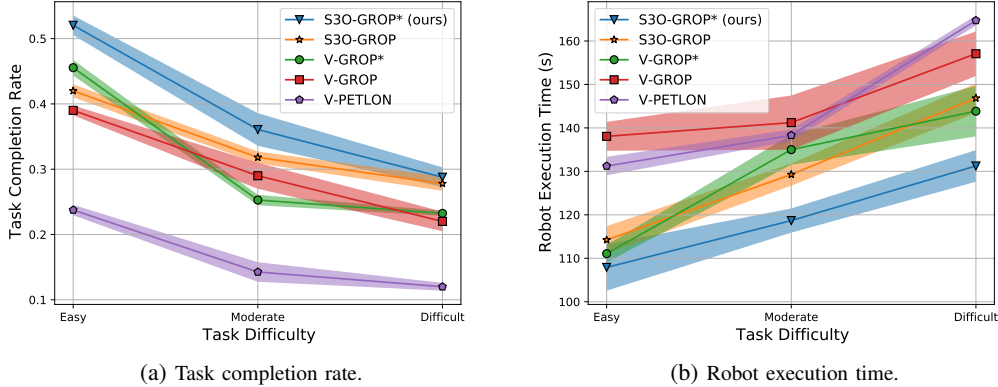 Task Completion Rate
0.5
0.4
0.3
0.2
0.1
S3O-GROP* (ours)
S3O-GROP
V-GROP*
V-GROP
V-PETLON
Easy
Moderate
Difficult
Task Difficulty
(a) Task completion rate.
Robot Execution Time (s)
160
150
140
130
120
110
100
S3O-GROP* (ours)
S3O-GROP
V-GROP*
V-GROP
V-PETLON
Easy
Moderate
Difficult
Task Difficulty
(b) Robot execution time.